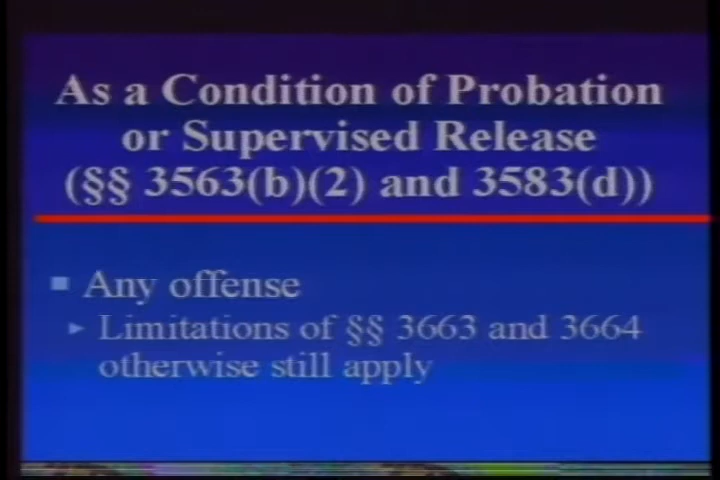 As a Condition of Probation
or Supervised Release
(§§ 3563(b)(2) and 3583(d))
Any offense
Limitations of §§ 3663 and 3664
otherwise still apply